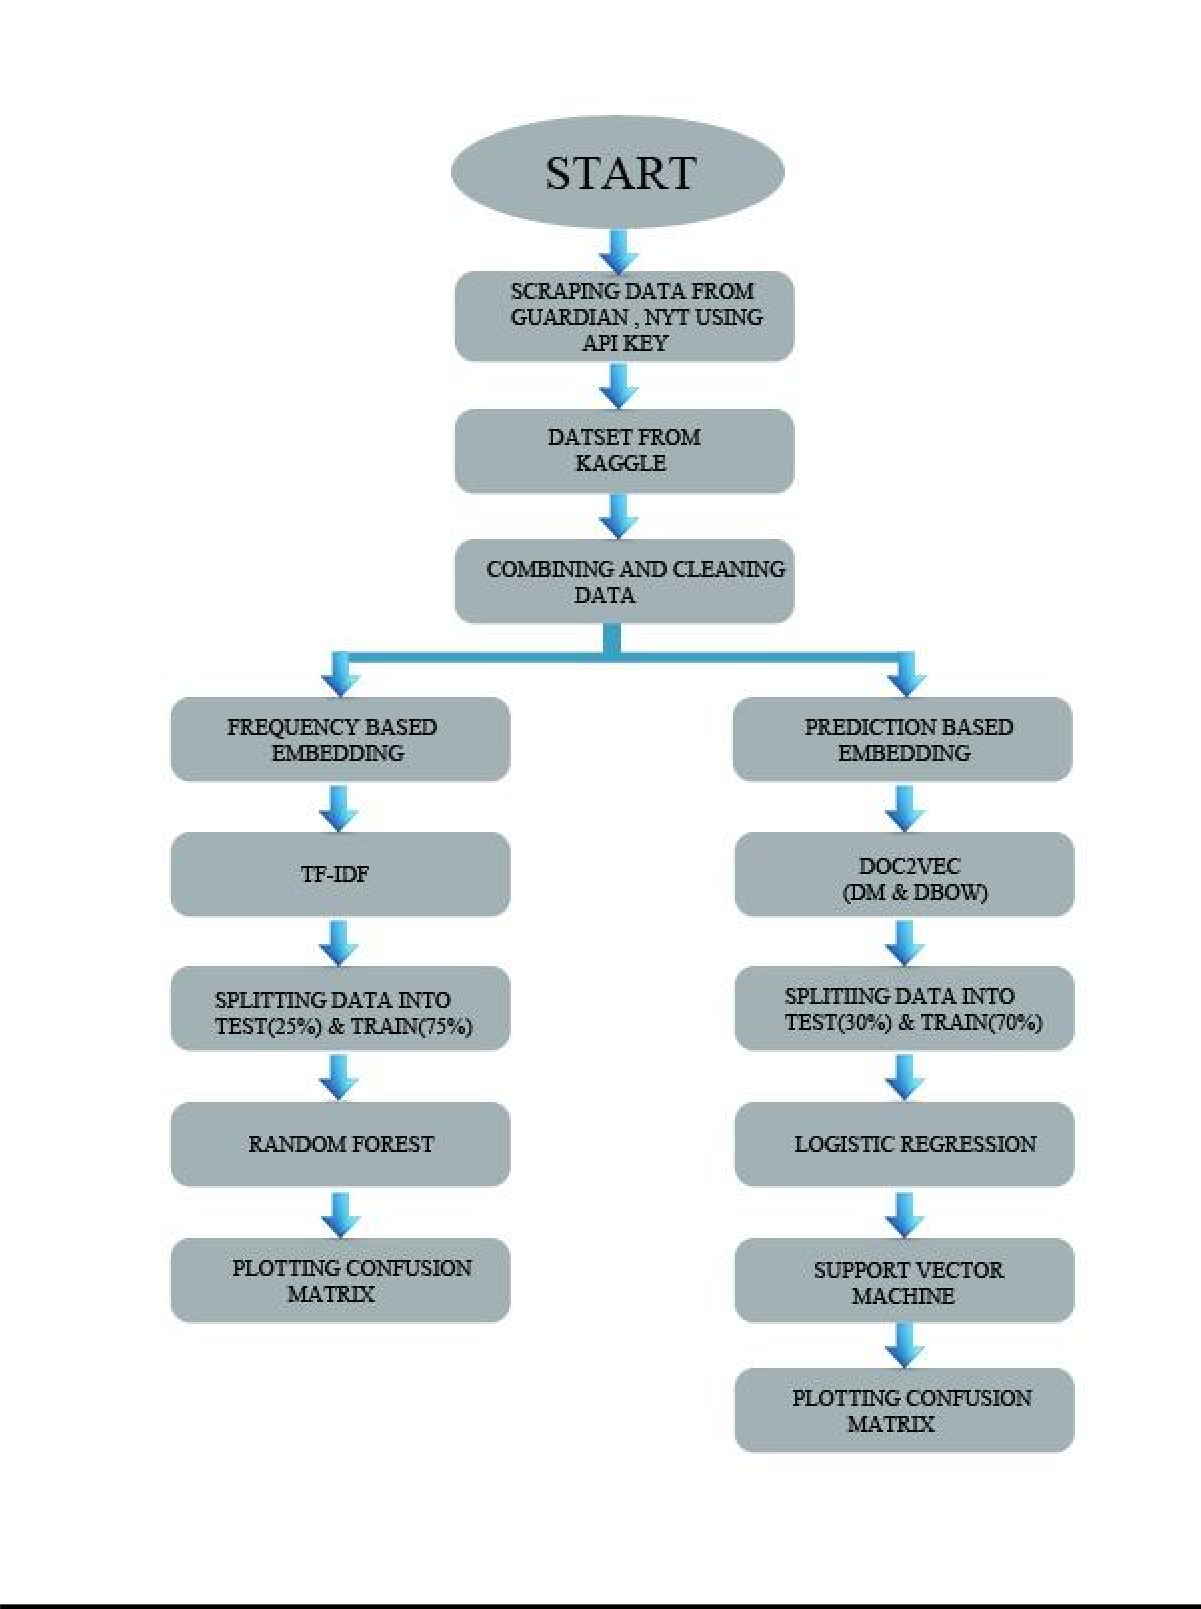 START
SCRAPING DATA FROM
GUARDIAN , NYT USING
API KEY
DATSET FROM
KAGGLE
COMBINING AND CLEANING
DATA
FREQUENCY BASED
EMBEDDING
TF-IDF
SPLITTING DATA INTO
TEST(25%) & TRAIN(75%)
RANDOM FOREST
PLOTTING CONFUSION
MATRIX
PREDICTION BASED
EMBEDDING
DOC2VEC
(DM & DBOW)
SPLITIING DATA INTO
TEST(30%) & TRAIN(70%)
LOGISTIC REGRESSION
SUPPORT VECTOR
MACHINE
PLOTTING CONFUSION
MATRIX